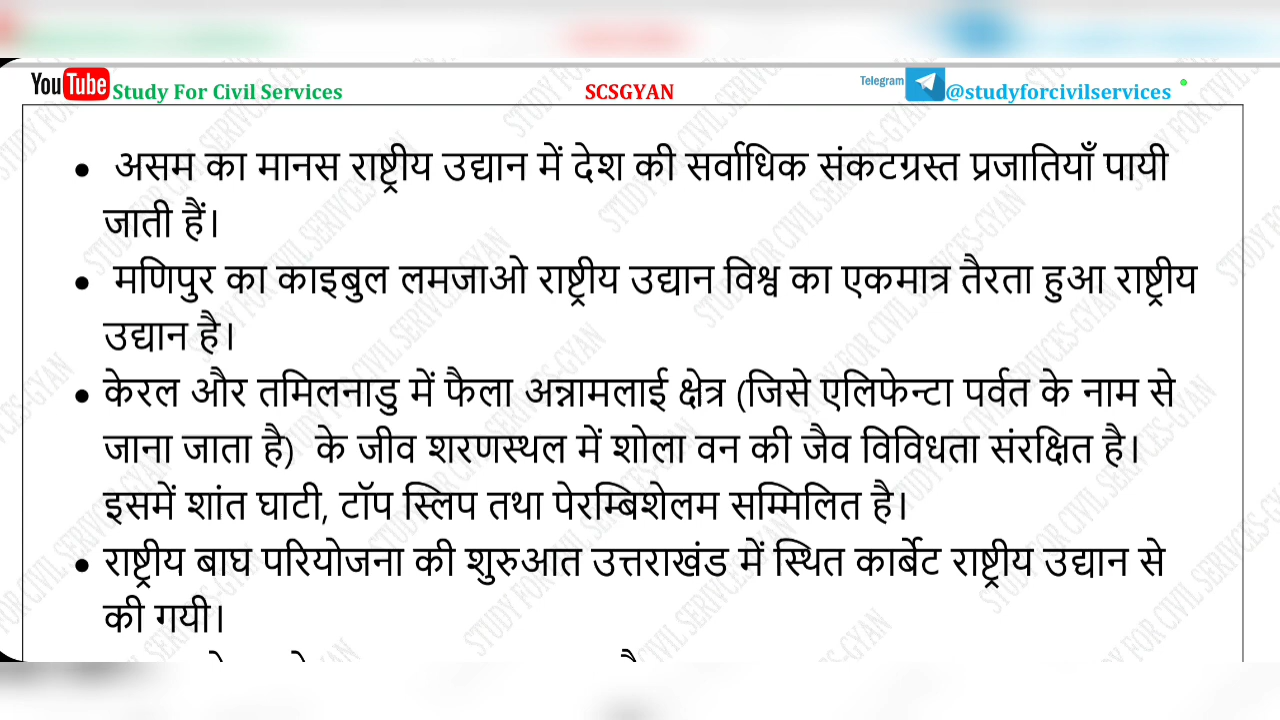 YouTube Study For Civil Services SCSGYAN Telegram @studyforcivilservices
• असम का मानस राष्ट्रीय उद्यान में देश की सर्वाधिक संकटग्रस्त प्रजातियाँ पायी
जाती हैं।
• मणिपुर का काइबुल लमजाओ राष्ट्रीय उद्यान विश्व का एकमात्र तैरता हुआ राष्ट्रीय
उद्यान है।
• केरल और तमिलनाडु में फैला अन्नामलाई क्षेत्र (जिसे एलिफेन्टा पर्वत के नाम से
जाना जाता है) के जीव शरणस्थल में शोला वन की जैव विविधता संरक्षित है।
इसमें शांत घाटी, टॉप स्लिप तथा पेरम्बिशेलम सम्मिलित है।
• राष्ट्रीय बाघ परियोजना की शुरुआत उत्तराखंड में स्थित कार्बेट राष्ट्रीय उद्यान से
की गयी।